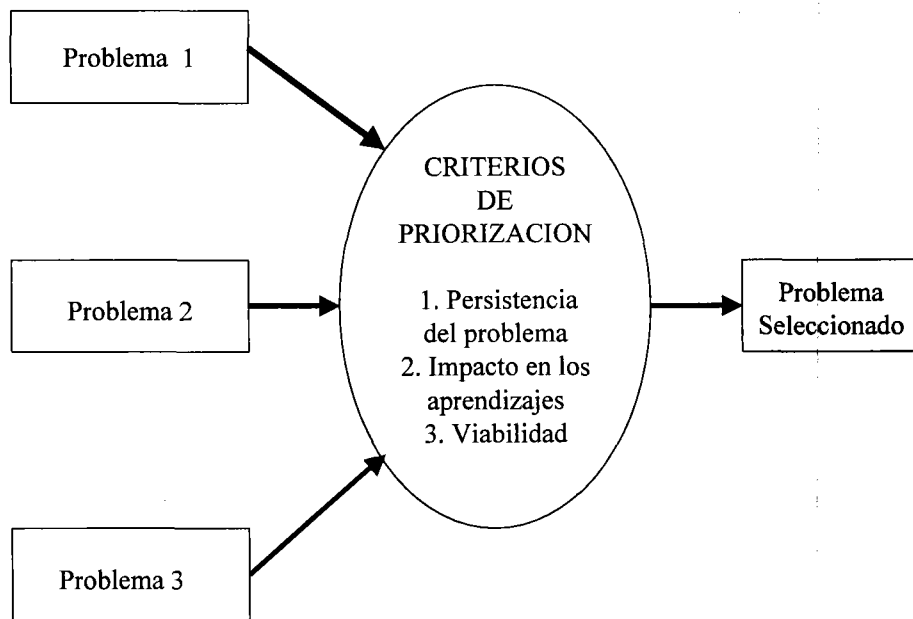 Problema 1
CRITERIOS
DE
PRIORIZACION
1. Persistencia
del problema
2. Impacto en los
aprendizajes
3. Viabilidad
Problema 2
Problema
Seleccionado
Problema 3